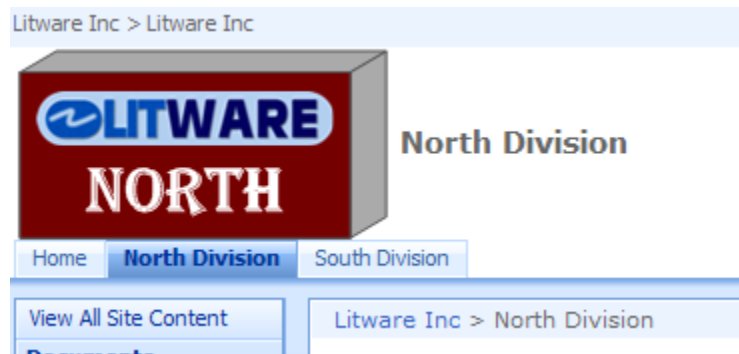 Litware Inc > Litware Inc
LITWARE
NORTH
North Division
Home North Division South Division
View All Site Content
Litware Inc > North Division
Documents